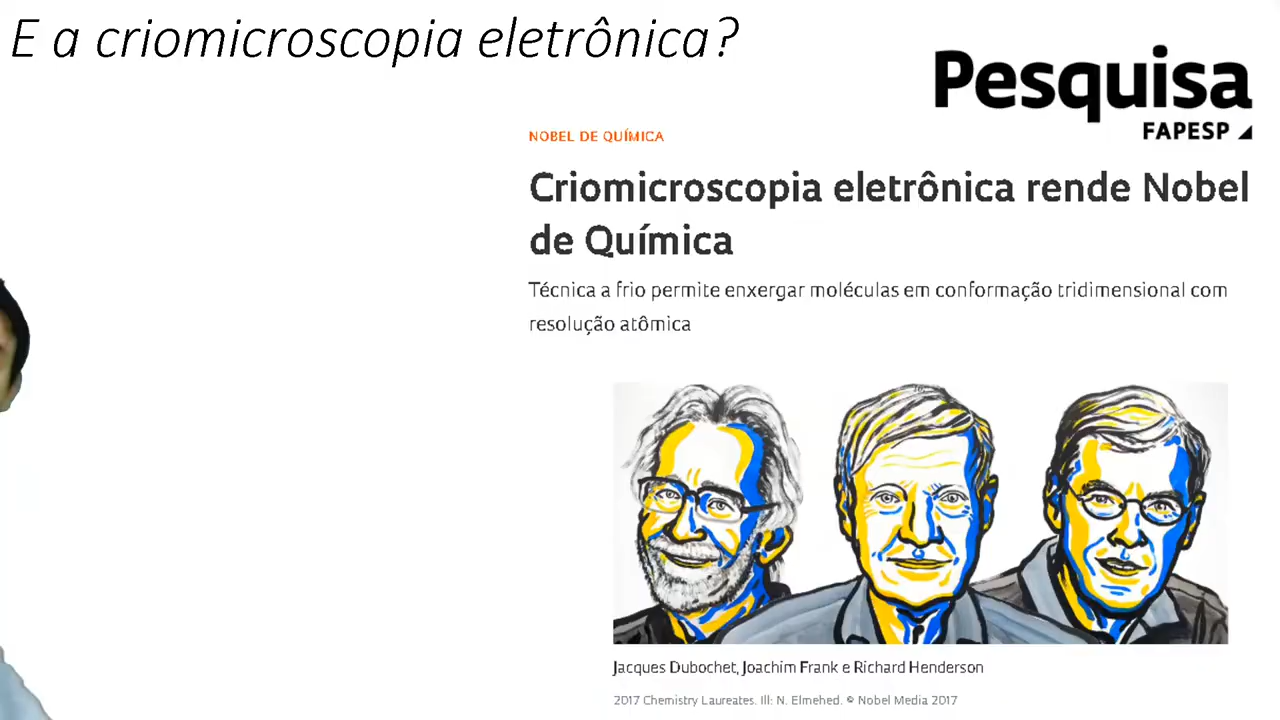 E a criomicroscopia eletrônica?
Pesquisa
FAPESP
NOBEL DE QUÍMICA
Criomicroscopia eletrônica rende Nobel
de Química
Técnica a frio permite enxergar moléculas em conformação tridimensional com
resolução atômica
Jacques Dubochet, Joachim Frank e Richard Henderson
2017 Chemistry Laureates. Ill: N. Elmehed. © Nobel Media 2017